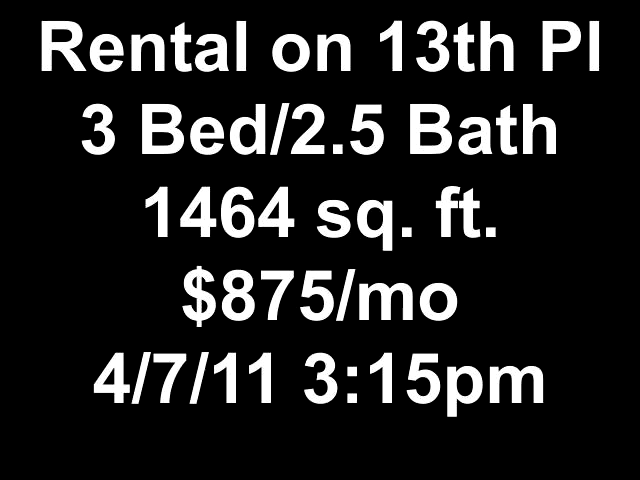 Rental on 13th Pl
3 Bed/2.5 Bath
1464 sq. ft.
$875/mo
4/7/11 3:15pm